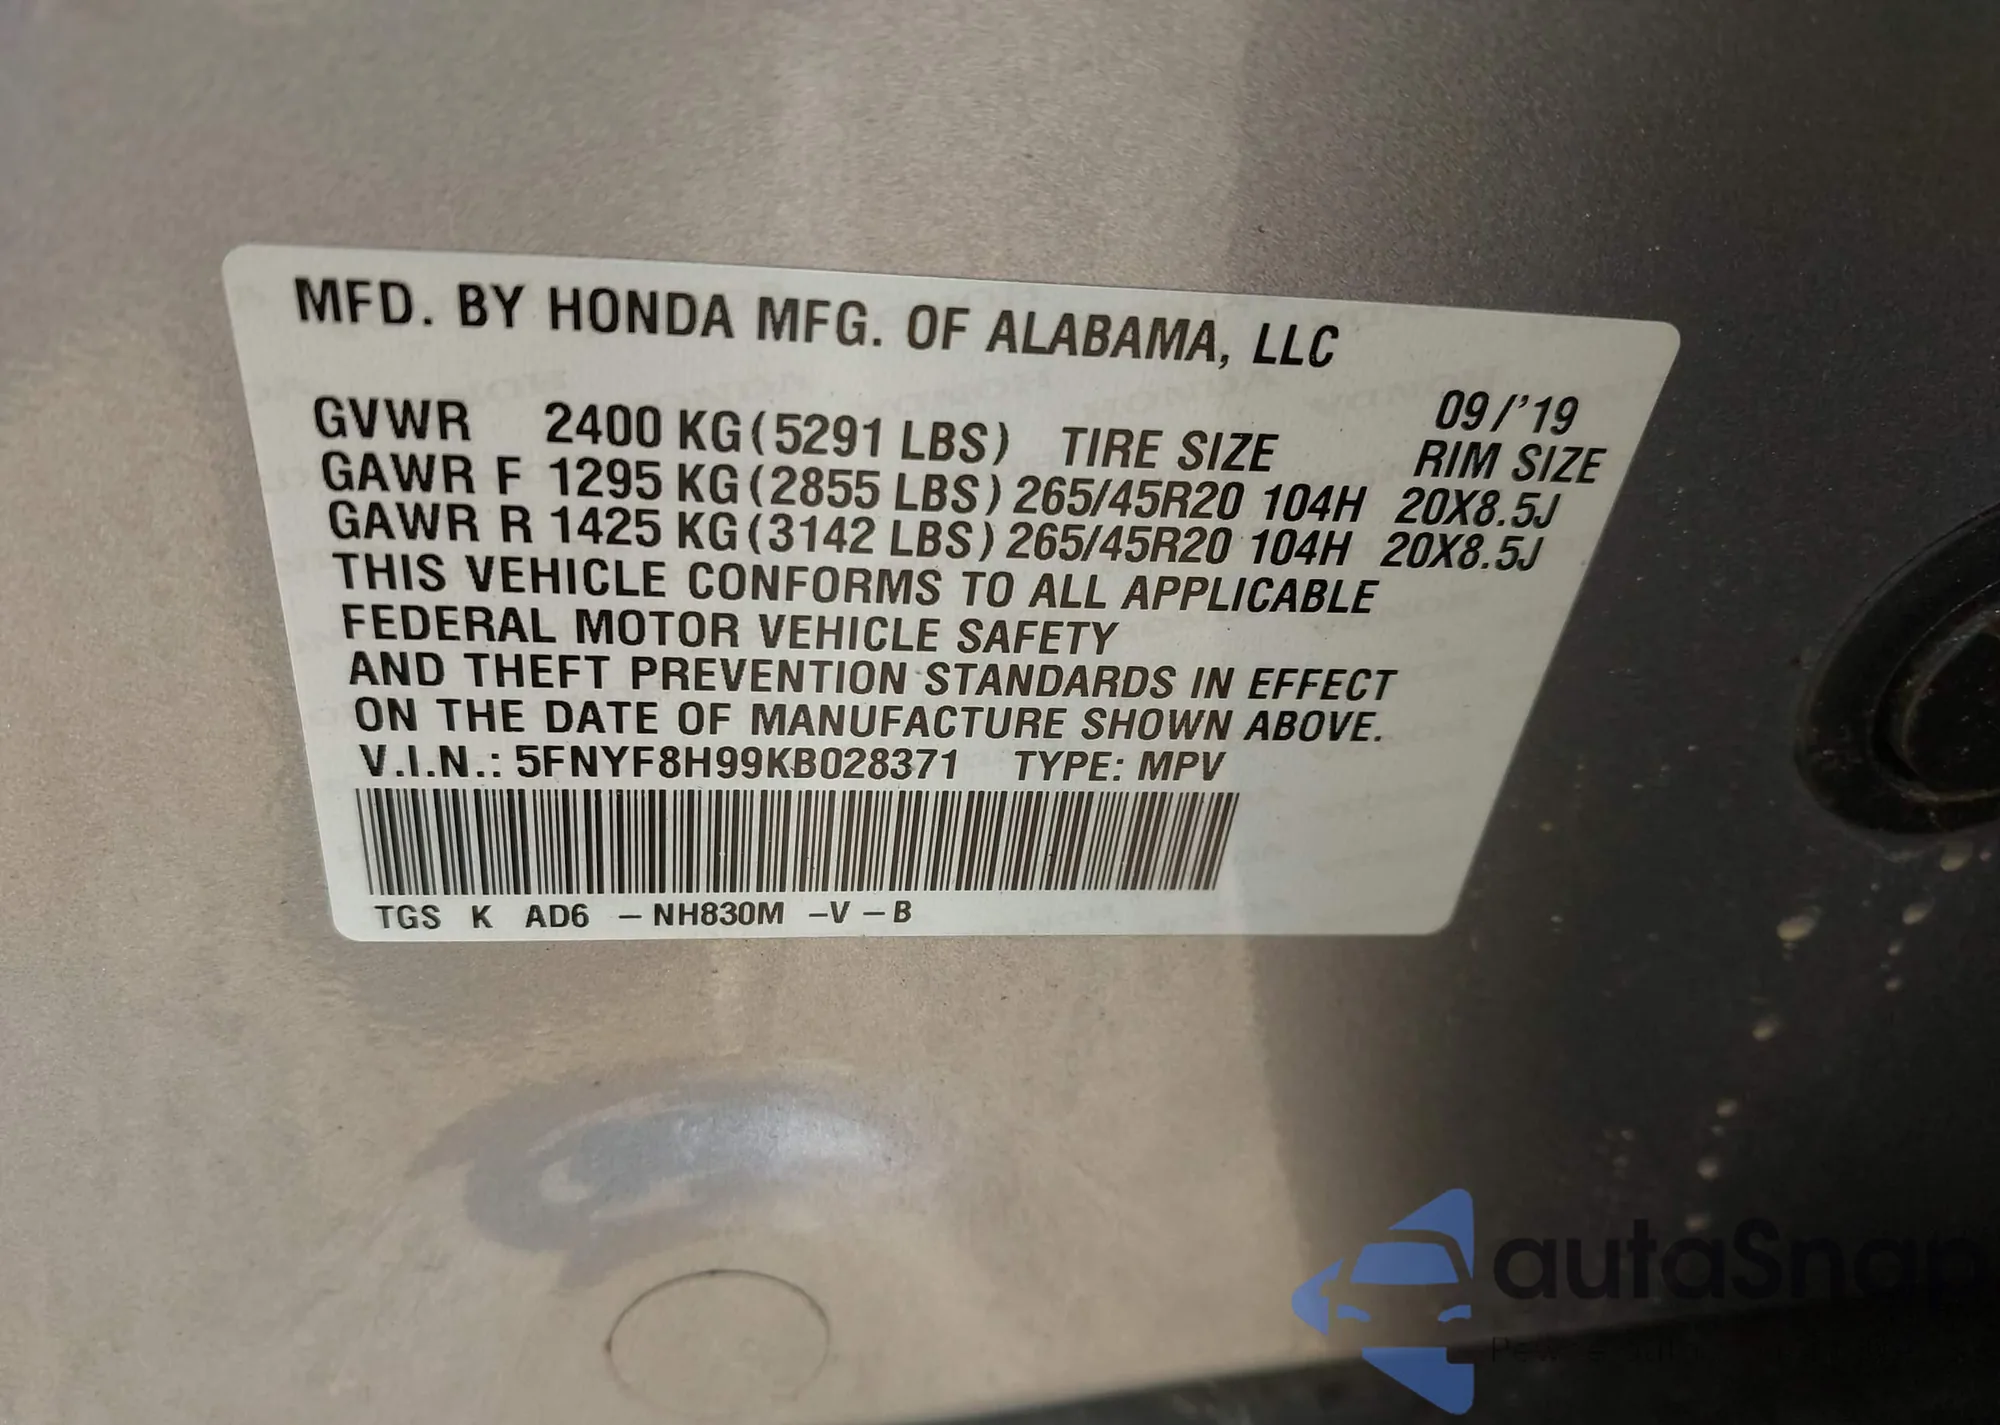 MFD. BY HONDA MFG. OF ALABAMA, LLC
09/'19
GVWR 2400 KG(5291 LBS) TIRE SIZE RIM SIZE
GAWR F 1295 KG(2855 LBS) 265/45R20 104H 20X8.5J
GAWR R 1425 KG(3142 LBS) 265/45R20 104H 20X8.5J
THIS VEHICLE CONFORMS TO ALL APPLICABLE
FEDERAL MOTOR VEHICLE SAFETY
AND THEFT PREVENTION STANDARDS IN EFFECT
ON THE DATE OF MANUFACTURE SHOWN ABOVE.
V.I.N.: 5FNYF8H99KB028371 TYPE: MPV
TGS K AD6 -NH830M -V -B
autaSnap